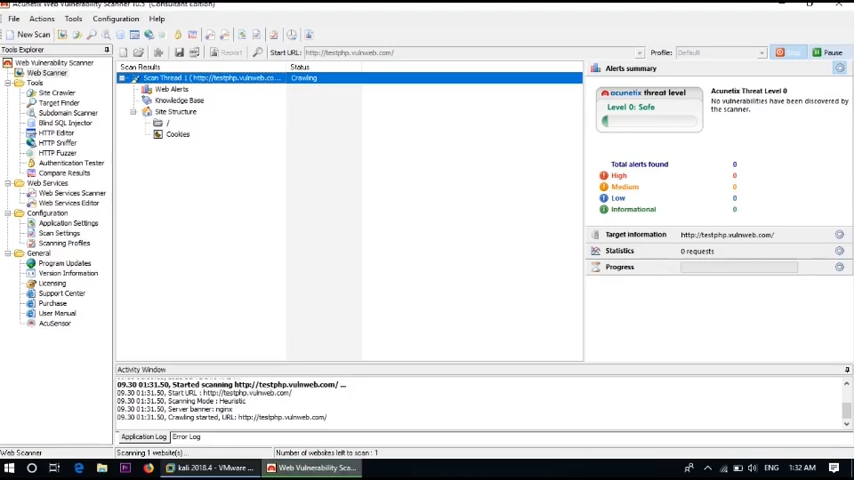 Acunetix Web Vulnerability Scanner 10.5 (Consultant Edition)
File Actions Tools Configuration Help
New Scan
Tools Explorer
Report Start URL: http://testphp.vulnweb.com/ Profile: Default Pause
Web Vulnerability Scanner
Web Scanner
Tools
Site Crawler
Target Finder
Subdomain Scanner
Blind SQL Injector
HTTP Editor
HTTP Sniffer
HTTP Fuzzer
Authentication Tester
Compare Results
Web Services
Web Services Scanner
Web Services Editor
Configuration
Application Settings
Scan Settings
Scanning Profiles
General
Program Updates
Version Information
Licensing
Support Center
Purchase
User Manual
AcuSensor
Scan Results Status
Scan Thread 1 ( http://testphp.vulnweb.co... Crawling
Web Alerts
Knowledge Base
Site Structure
/
Cookies
Alerts summary
acunetix threat level
Level 0: Safe
Acunetix Threat Level 0
No vulnerabilities have been discovered by
the scanner.
Total alerts found 0
High 0
Medium 0
Low 0
Informational 0
Target information http://testphp.vulnweb.com/
Statistics 0 requests
Progress
Activity Window
09.30 01:31.50, Started scanning http://testphp.vulnweb.com/ ...
09.30 01:31.50, Start URL : http://testphp.vulnweb.com/
09.30 01:31.50, Scanning Mode : Heuristic
09.30 01:31.50, Server banner: nginx
09.30 01:31.50, Crawling started, URL: http://testphp.vulnweb.com/
Application Log Error Log
Web Scanner Scanning 1 website(s)... Number of websites left to scan : 1
kali 2018.4 - VMware ... Web Vulnerability Sca... ENG 1:32 AM